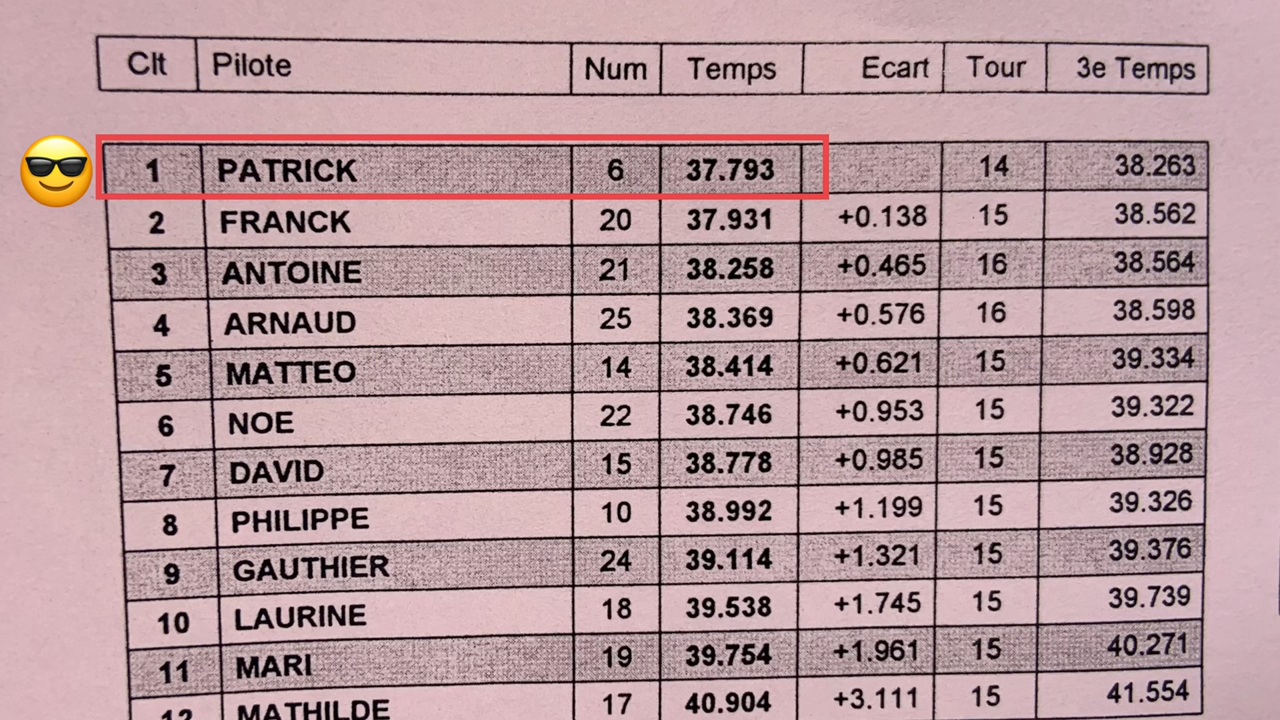 Clt Pilote Num Temps Ecart Tour 3e Temps
1 PATRICK 6 37.793 14 38.263
2 FRANCK 20 37.931 +0.138 15 38.562
3 ANTOINE 21 38.258 +0.465 16 38.564
4 ARNAUD 25 38.369 +0.576 16 38.598
5 MATTEO 14 38.414 +0.621 15 39.334
6 NOE 22 38.746 +0.953 15 39.322
7 DAVID 15 38.778 +0.985 15 38.928
8 PHILIPPE 10 38.992 +1.199 15 39.326
9 GAUTHIER 24 39.114 +1.321 15 39.376
10 LAURINE 18 39.538 +1.745 15 39.739
11 MARI 19 39.754 +1.961 15 40.271
12 MATHILDE 17 40.904 +3.111 15 41.554